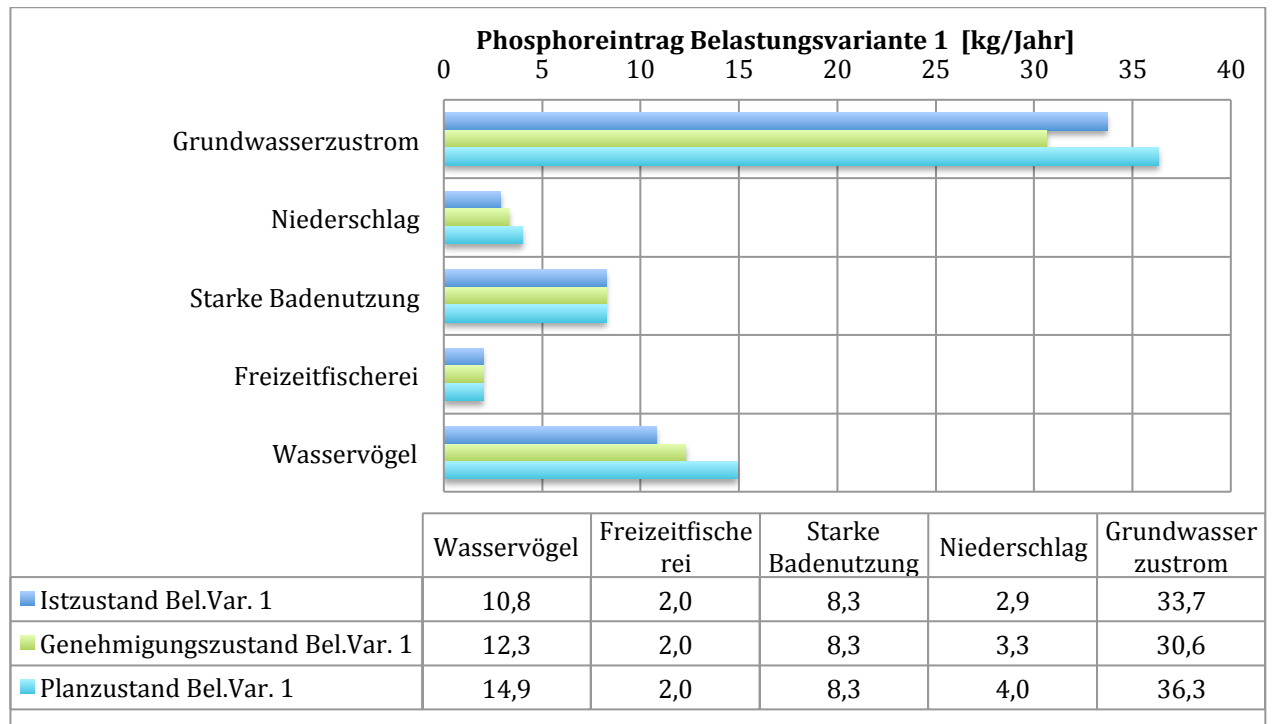 Phosphoreintrag Belastungsvariante 1 [kg/Jahr]
0 5 10 15 20 25 30 35 40
Grundwasserzustrom
Niederschlag
Starke Badenutzung
Freizeitfischerei
Wasservögel
Wasservögel Freizeitfische rei Starke Badenutzung Niederschlag Grundwasser zustrom
Istzustand Bel.Var. 1 10,8 2,0 8,3 2,9 33,7
Genehmigungszustand Bel.Var. 1 12,3 2,0 8,3 3,3 30,6
Planzustand Bel.Var. 1 14,9 2,0 8,3 4,0 36,3